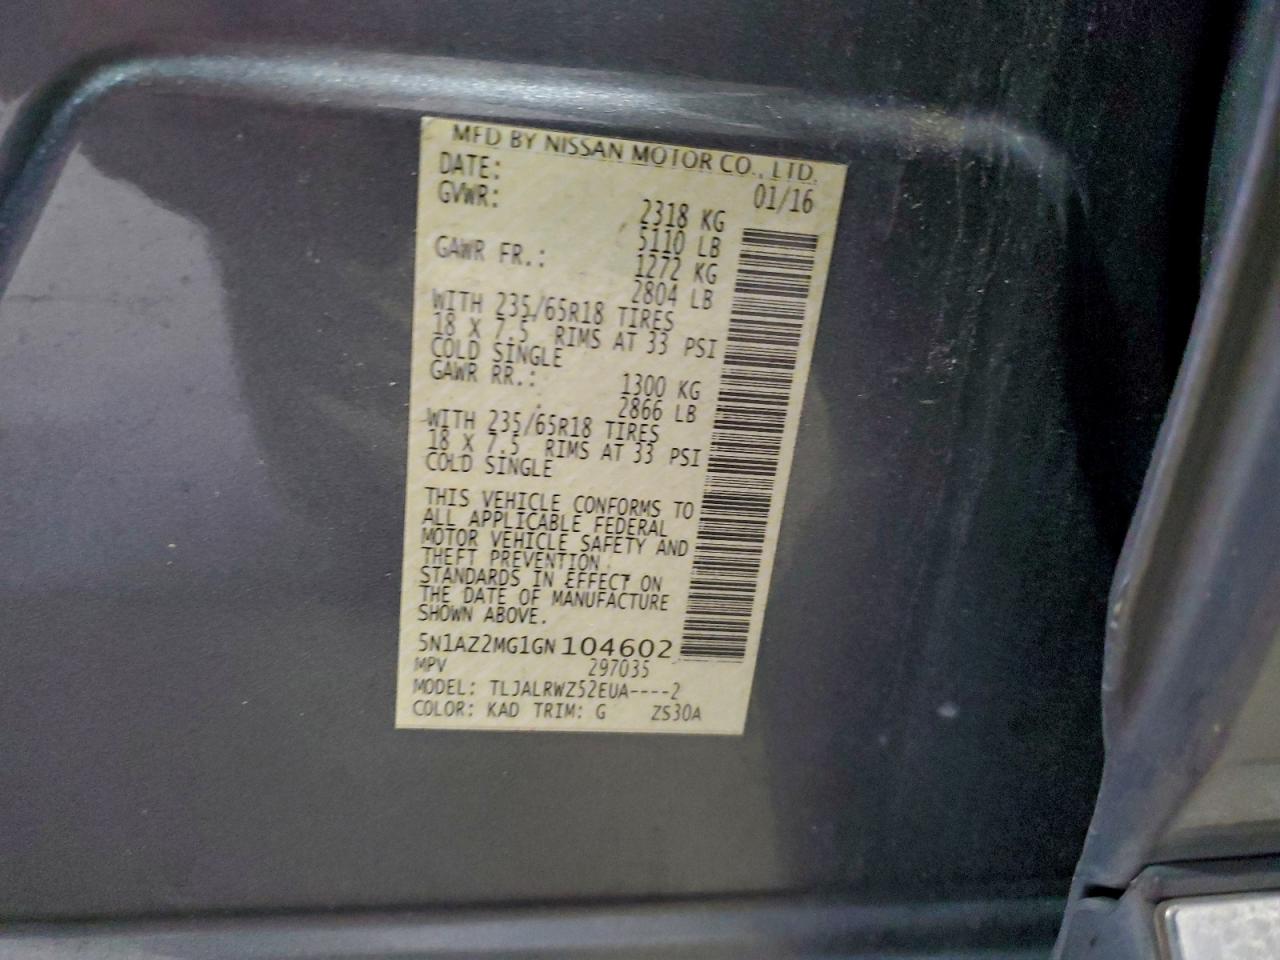 MFD BY NISSAN MOTOR CO., LTD.
DATE: 01/16
GVWR: 2318 KG
5110 LB
GAWR FR.: 1272 KG
2804 LB
WITH 235/65R18 TIRES
18 X 7.5 RIMS AT 33 PSI
COLD SINGLE
GAWR RR.: 1300 KG
2866 LB
WITH 235/65R18 TIRES
18 X 7.5 RIMS AT 33 PSI
COLD SINGLE
THIS VEHICLE CONFORMS TO
ALL APPLICABLE FEDERAL
MOTOR VEHICLE SAFETY AND
THEFT PREVENTION
STANDARDS IN EFFECT ON
THE DATE OF MANUFACTURE
SHOWN ABOVE.
5N1AZ2MG1GN104602
MPV 297035
MODEL: TLJALRWZ52EUA----2
COLOR: KAD TRIM: G ZS30A